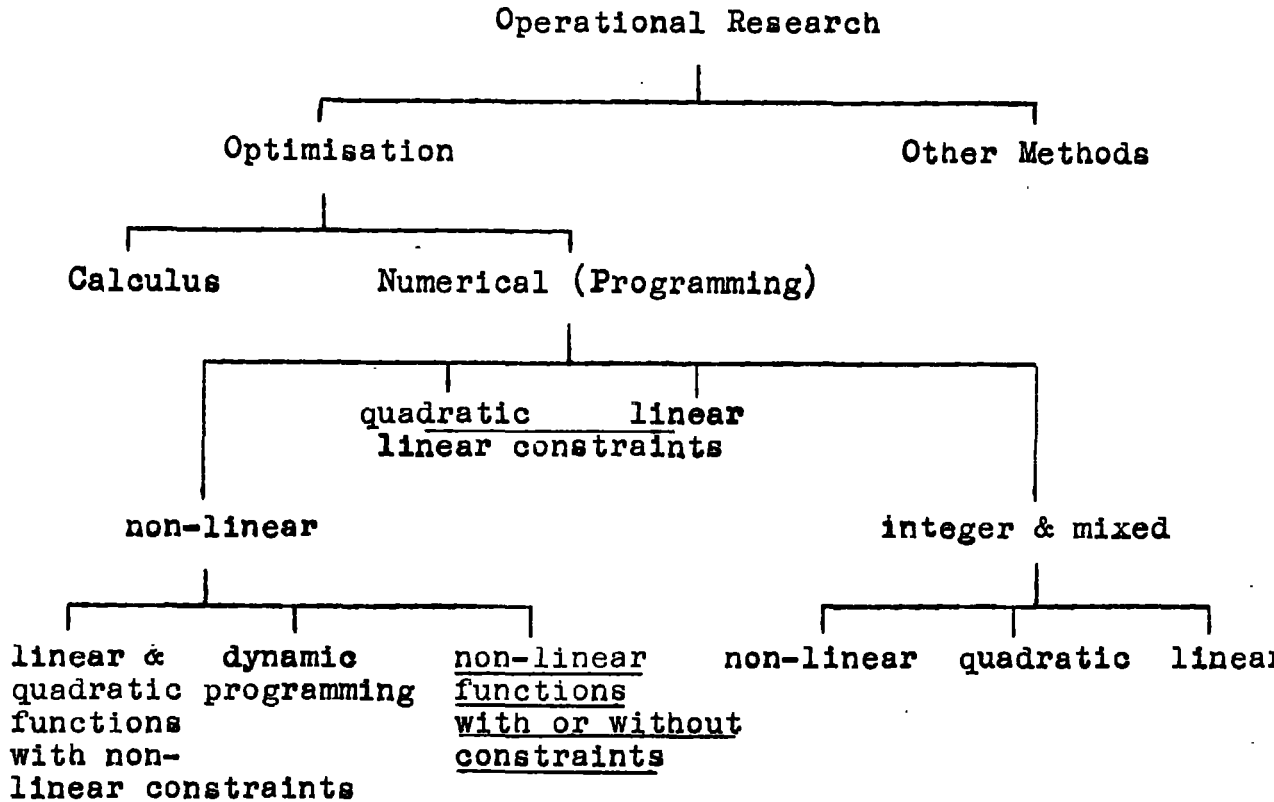 Operational Research
Optimisation Other Methods
Calculus Numerical (Programming)
quadratic linear
linear constraints
non-linear integer & mixed
linear & dynamic non-linear non-linear quadratic linear
quadratic programming functions
functions with or without
with non- constraints
linear constraints